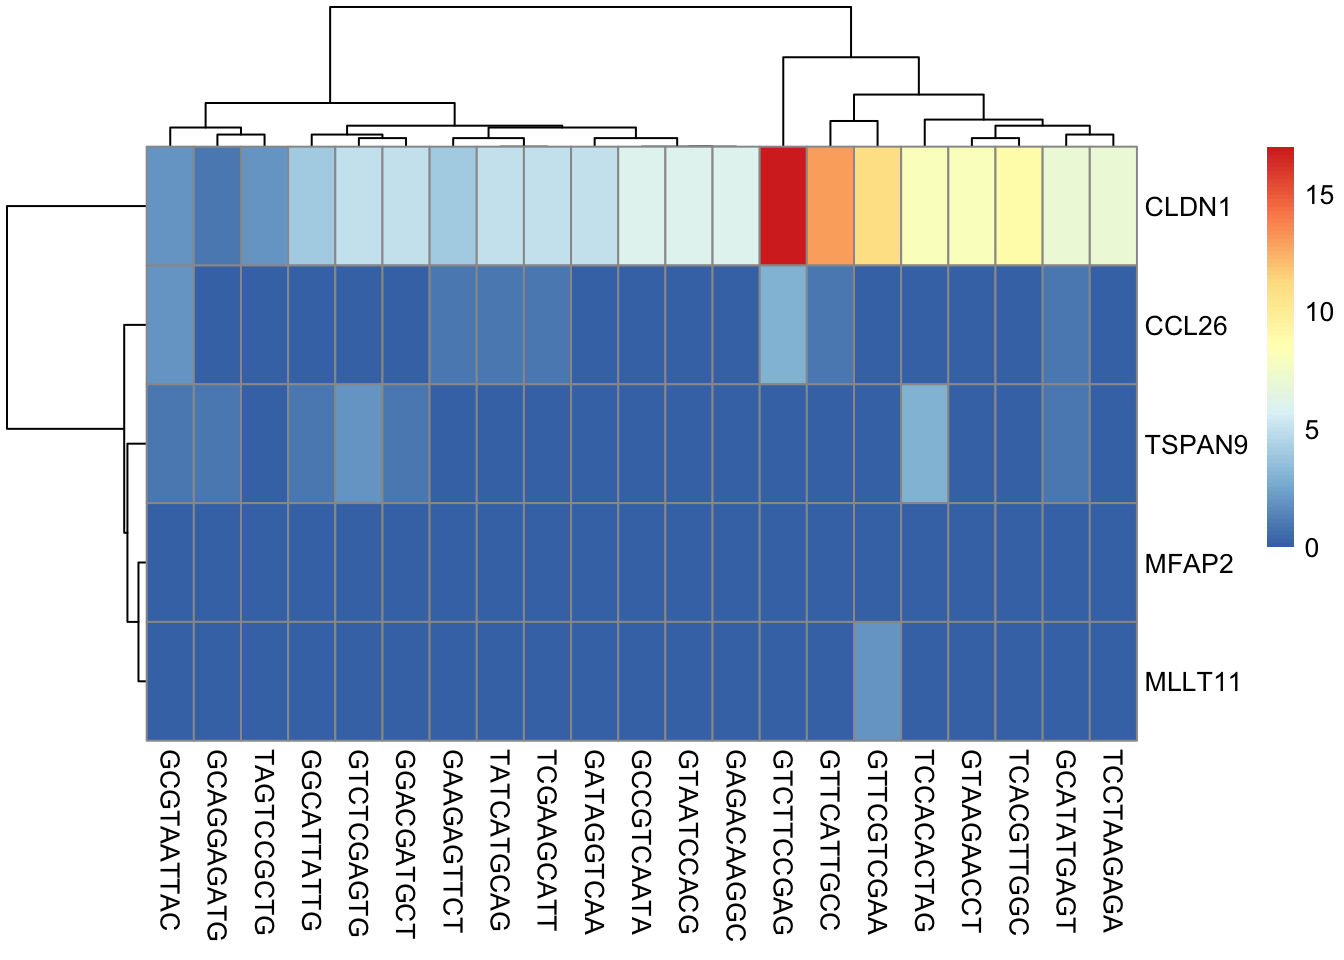 CLDN1
CCL26
TSPAN9
MFAP2
MLLT11
15
10
5
0
GCGTAATTAC
GCAGGAGATG
TAGTCCGCTG
GGCATTATTG
GTCTCGAGTG
GGACGATGCT
GAAGAGTTCT
TATCATGCAG
TCGAAGCATT
GATAGGTCAA
GCCGTCAATA
GTAATCCACG
GAGACAAGGC
GTCTTCCGAG
GTTCATTGCC
GTTCGTCGAA
TCCACACTAG
GTAAGAACCT
TCACGTTGGC
GCATATGAGT
TCCTAAGAGA